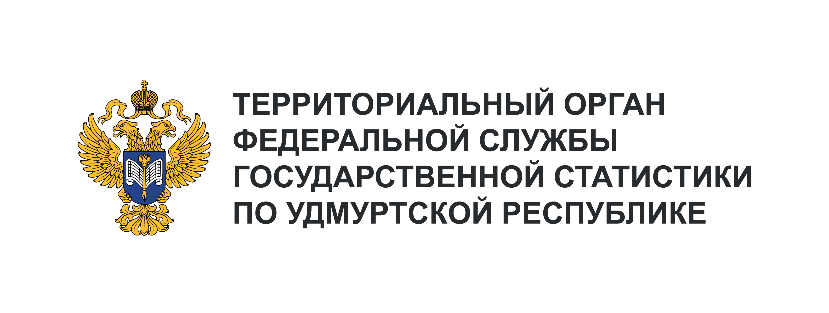 ТЕРРИТОРИАЛЬНЫЙ ОРГАН
ФЕДЕРАЛЬНОЙ СЛУЖБЫ
ГОСУДАРСТВЕННОЙ СТАТИСТИКИ
ПО УДМУРТСКОЙ РЕСПУБЛИКЕ